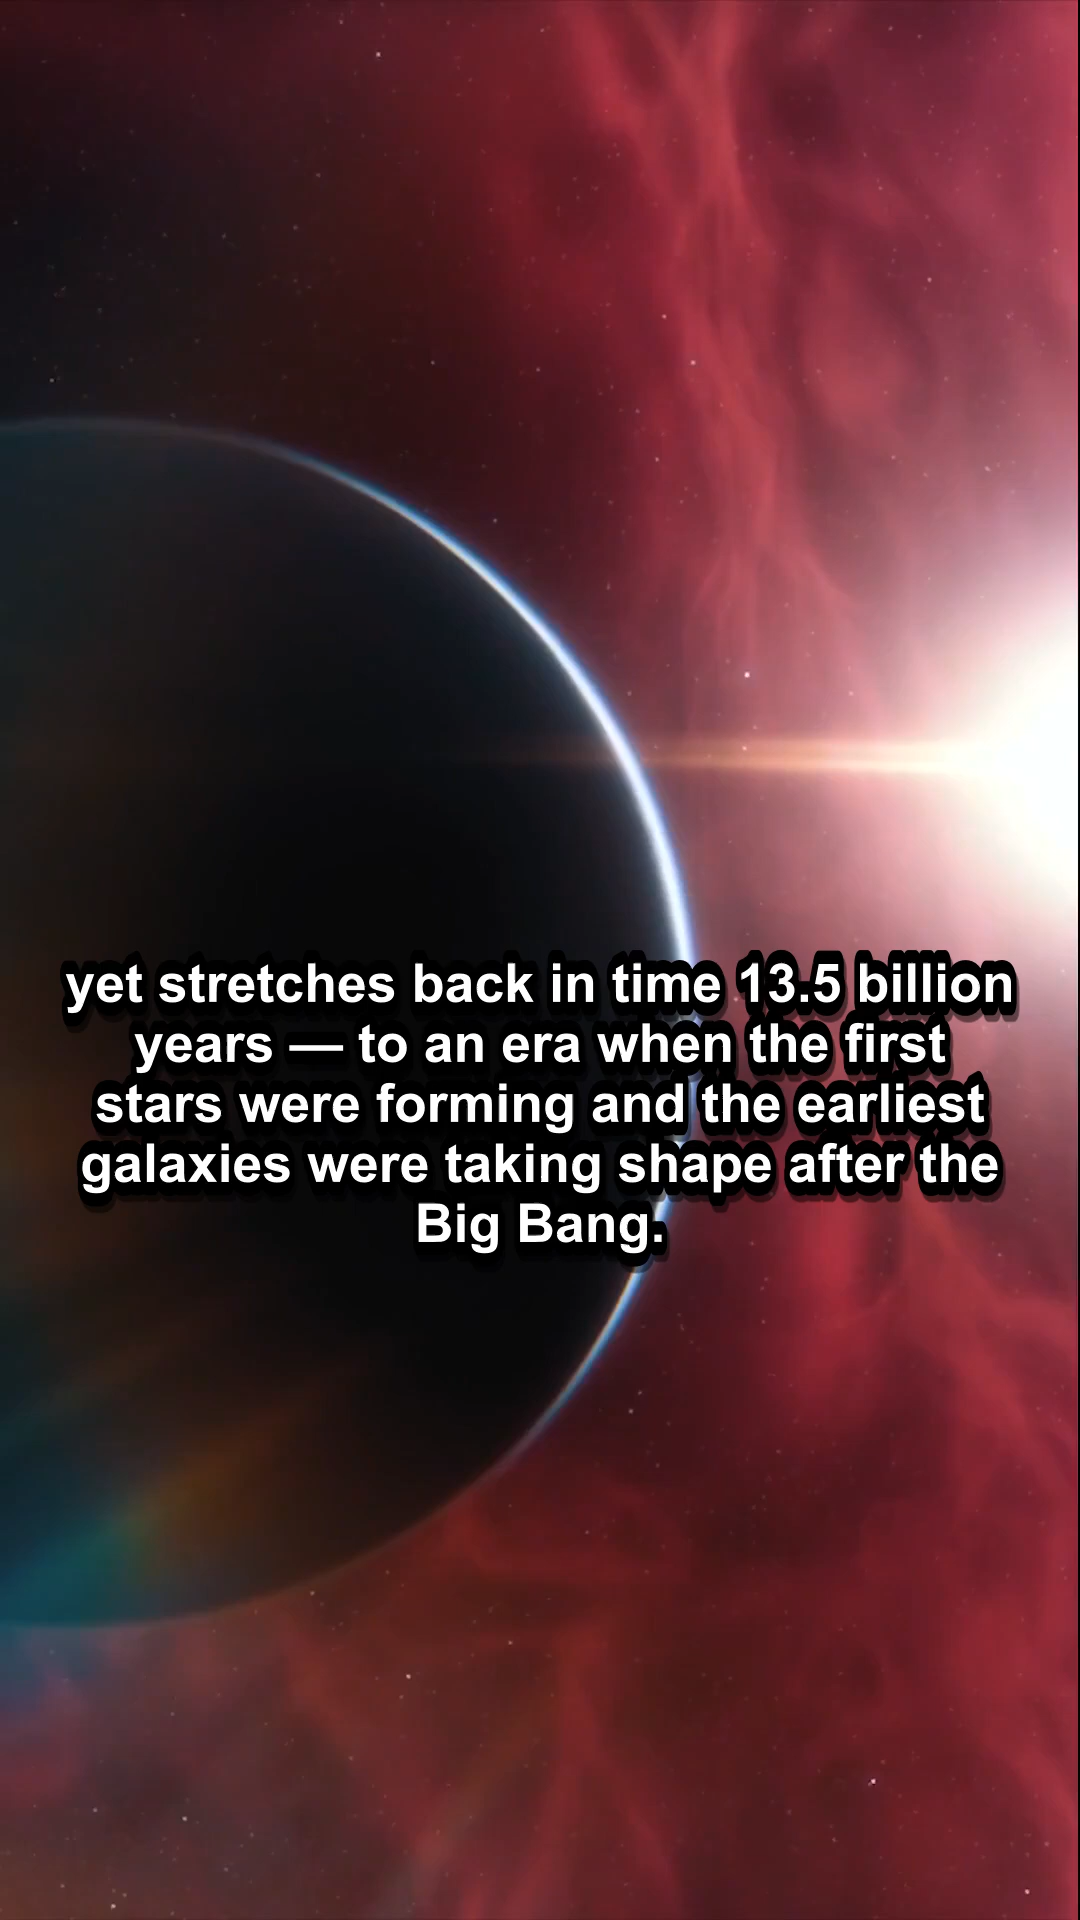 yet stretches back in time 13.5 billion
years — to an era when the first
stars were forming and the earliest
galaxies were taking shape after the
Big Bang.